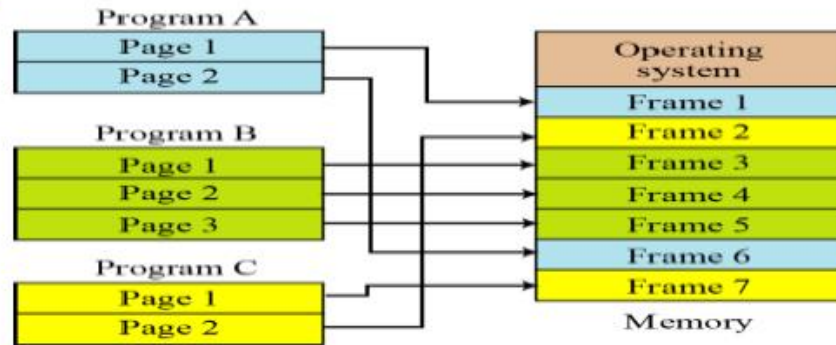 Program A
Page 1
Page 2
Program B
Page 1
Page 2
Page 3
Program C
Page 1
Page 2
Operating
system
Frame 1
Frame 2
Frame 3
Frame 4
Frame 5
Frame 6
Frame 7
Memory